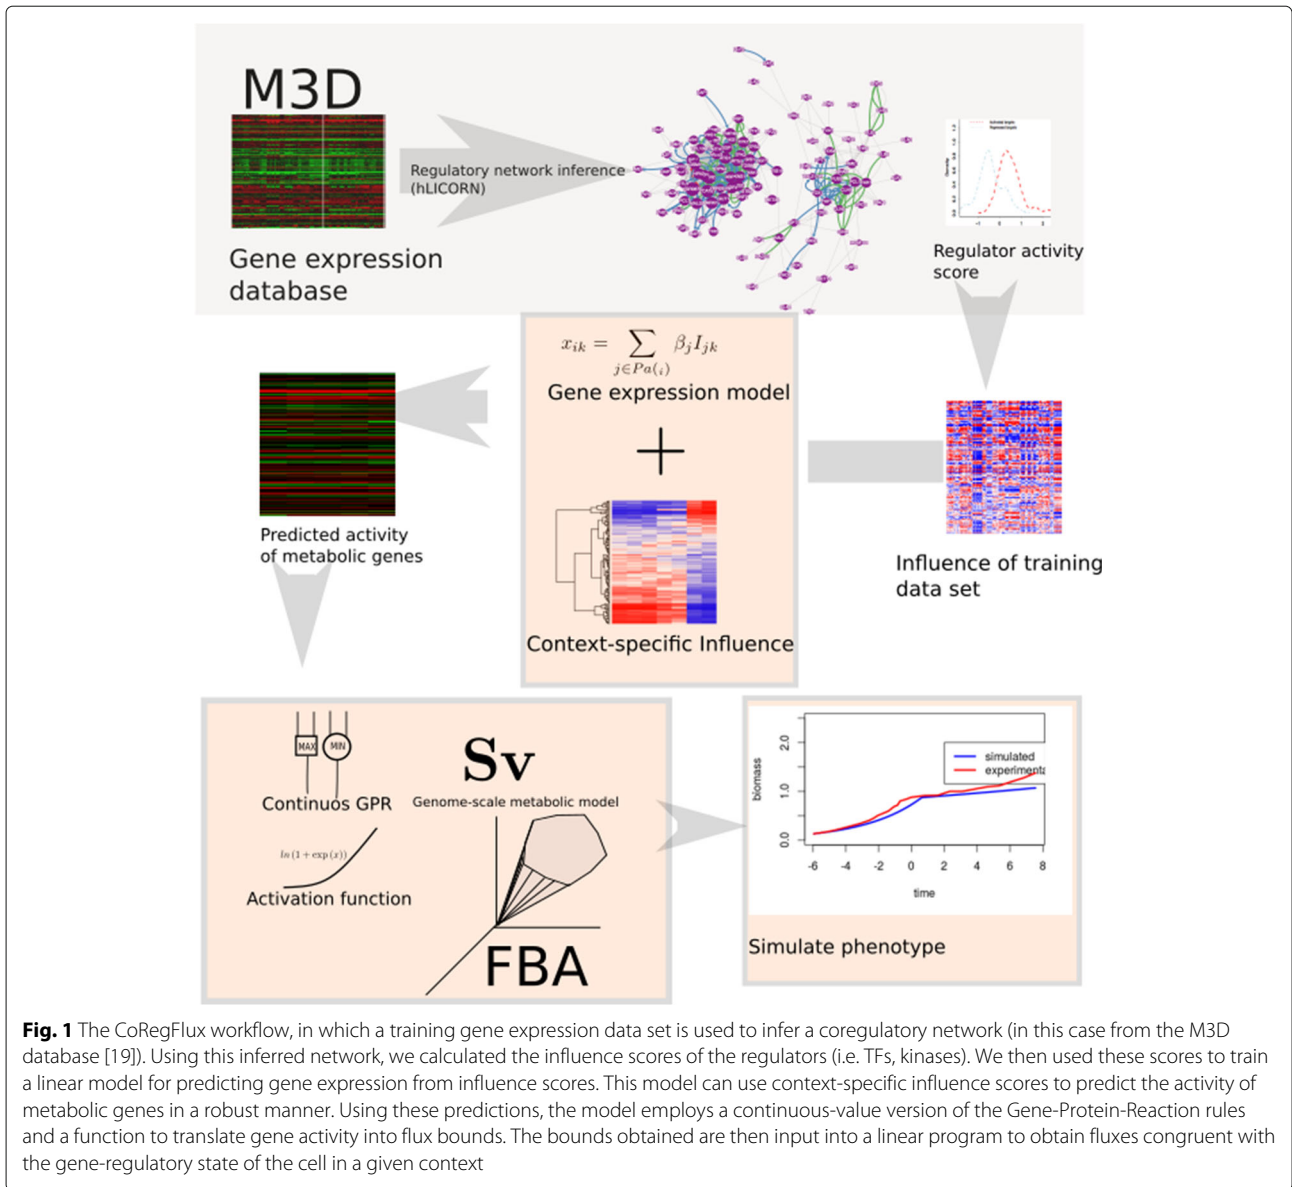 M3D
Gene expression
database
Regulatory network inference
(hLICORN)
Regulator activity
score
x_{ik} = \sum_{j∈Pa(_i)} β_j I_{jk}
Gene expression model
+
Context-specific Influence
Influence of training
data set
Predicted activity
of metabolic genes
MAX
MIN
Continuos GPR
ln(1 + exp(x))
Activation function
Sv
Genome-scale metabolic model
FBA
biomass
0.0
1.0
2.0
simulated
experimenta
-6 -4 -2 0 2 4 6 8
time
Simulate phenotype
Fig. 1 The CoRegFlux workflow, in which a training gene expression data set is used to infer a coregulatory network (in this case from the M3D
database [19]). Using this inferred network, we calculated the influence scores of the regulators (i.e. TFs, kinases). We then used these scores to train
a linear model for predicting gene expression from influence scores. This model can use context-specific influence scores to predict the activity of
metabolic genes in a robust manner. Using these predictions, the model employs a continuous-value version of the Gene-Protein-Reaction rules
and a function to translate gene activity into flux bounds. The bounds obtained are then input into a linear program to obtain fluxes congruent with
the gene-regulatory state of the cell in a given context